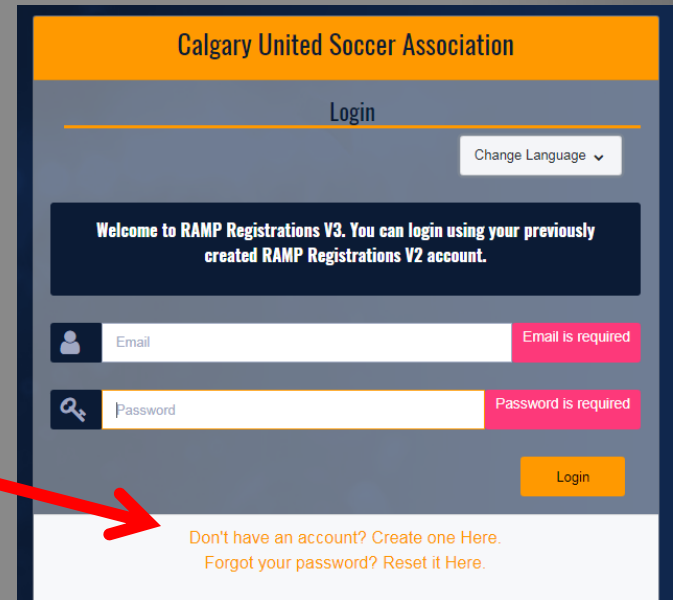 Calgary United Soccer Association
Login
Change Language
Welcome to RAMP Registrations V3. You can login using your previously
created RAMP Registrations V2 account.
Email
Email is required
Password
Password is required
Login
Don't have an account? Create one Here.
Forgot your password? Reset it Here.